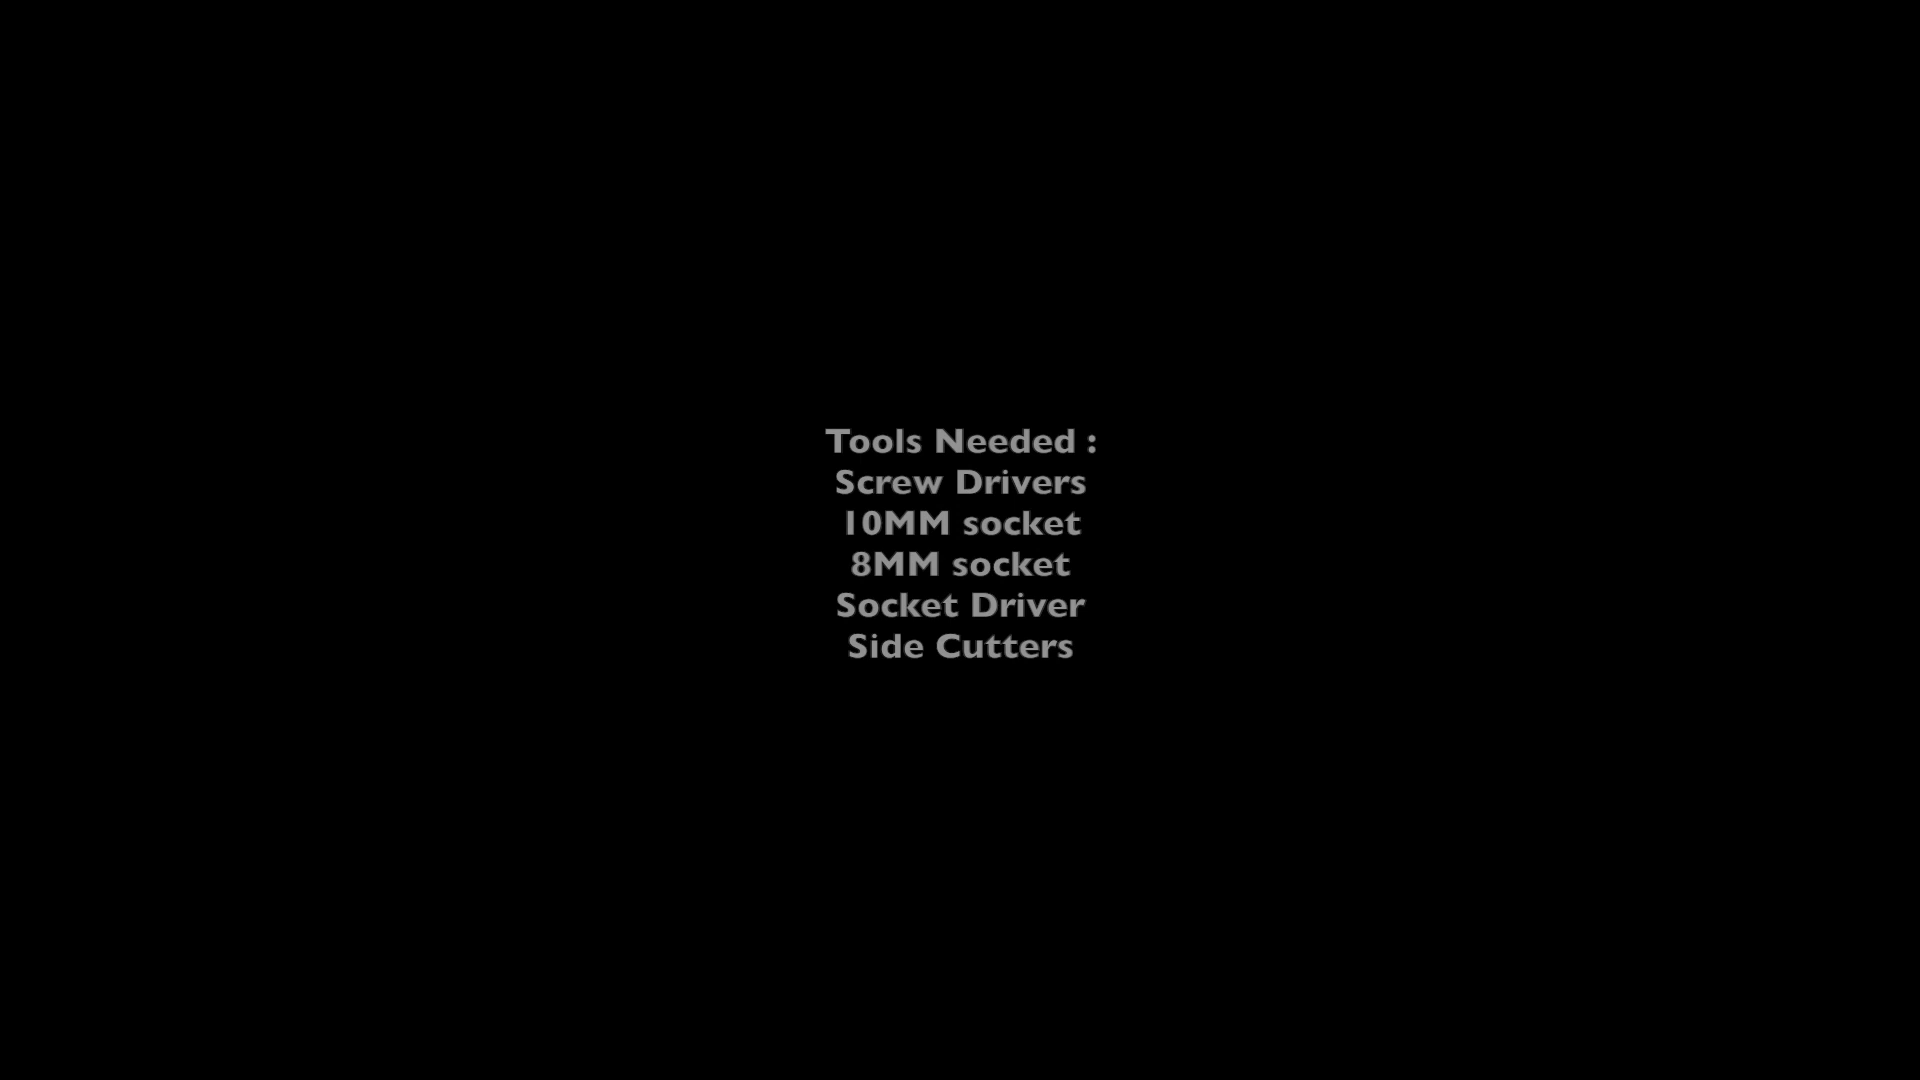 Tools Needed :
Screw Drivers
10MM socket
8MM socket
Socket Driver
Side Cutters